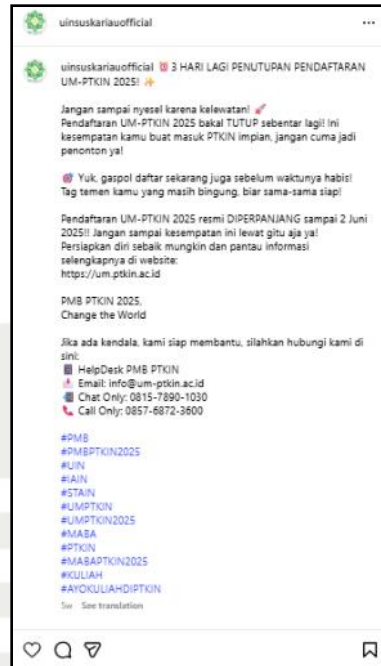 uinsuskariauofficial
uinsuskariauofficial ⏰ 3 HARI LAGI PENUTUPAN PENDAFTARAN
UM-PTKIN 2025! ✨
Jangan sampai nyesel karena kelewatan! 🚀
Pendaftaran UM-PTKIN 2025 bakal TUTUP sebentar lagi! Ini
kesempatan kamu buat masuk PTKIN impian, jangan cuma jadi
penonton ya!
🎯 Yuk, gaspol daftar sekarang juga sebelum waktunya habis!
Tag temen kamu yang masih bingung, biar sama-sama siap!
Pendaftaran UM-PTKIN 2025 resmi DIPERPANJANG sampai 2 Juni
2025!! Jangan sampai kesempatan ini lewat gitu aja ya!
Persiapkan diri sebaik mungkin dan pantau informasi
selengkapnya di website:
https://um.ptkin.ac.id
PMB PTKIN 2025,
Change the World
Jika ada kendala, kami siap membantu, silahkan hubungi kami di
sini:
HelpDesk PMB PTKIN
Email: info@um-ptkin.ac.id
Chat Only: 0815-7890-1030
📞 Call Only: 0857-6872-3600
#PMB
#PMBPTKIN2025
#UIN
#IAIN
#STAIN
#UMPTKIN
#UMPTKIN2025
#MABA
#PTKIN
#MABAPTKIN2025
#KULIAH
#AYOKULIAHDIPTKIN
5w See translation